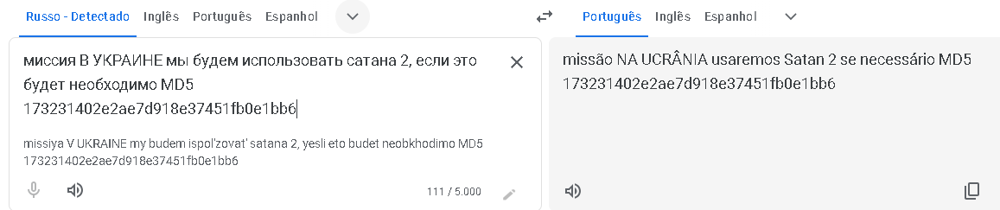 Russo - Detectado Inglês Português Espanhol
Português Inglês Espanhol
миссия В УКРАИНЕ мы будем использовать сатана 2, если это
будет необходимо MD5
173231402e2ae7d918e37451fb0e1bb6
missiya V UKRAINE my budem ispol'zovat' satana 2, yesli eto budet neobkhodimo MD5
173231402e2ae7d918e37451fb0e1bb6
111 / 5.000
missão NA UCRÂNIA usaremos Satan 2 se necessário MD5
173231402e2ae7d918e37451fb0e1bb6